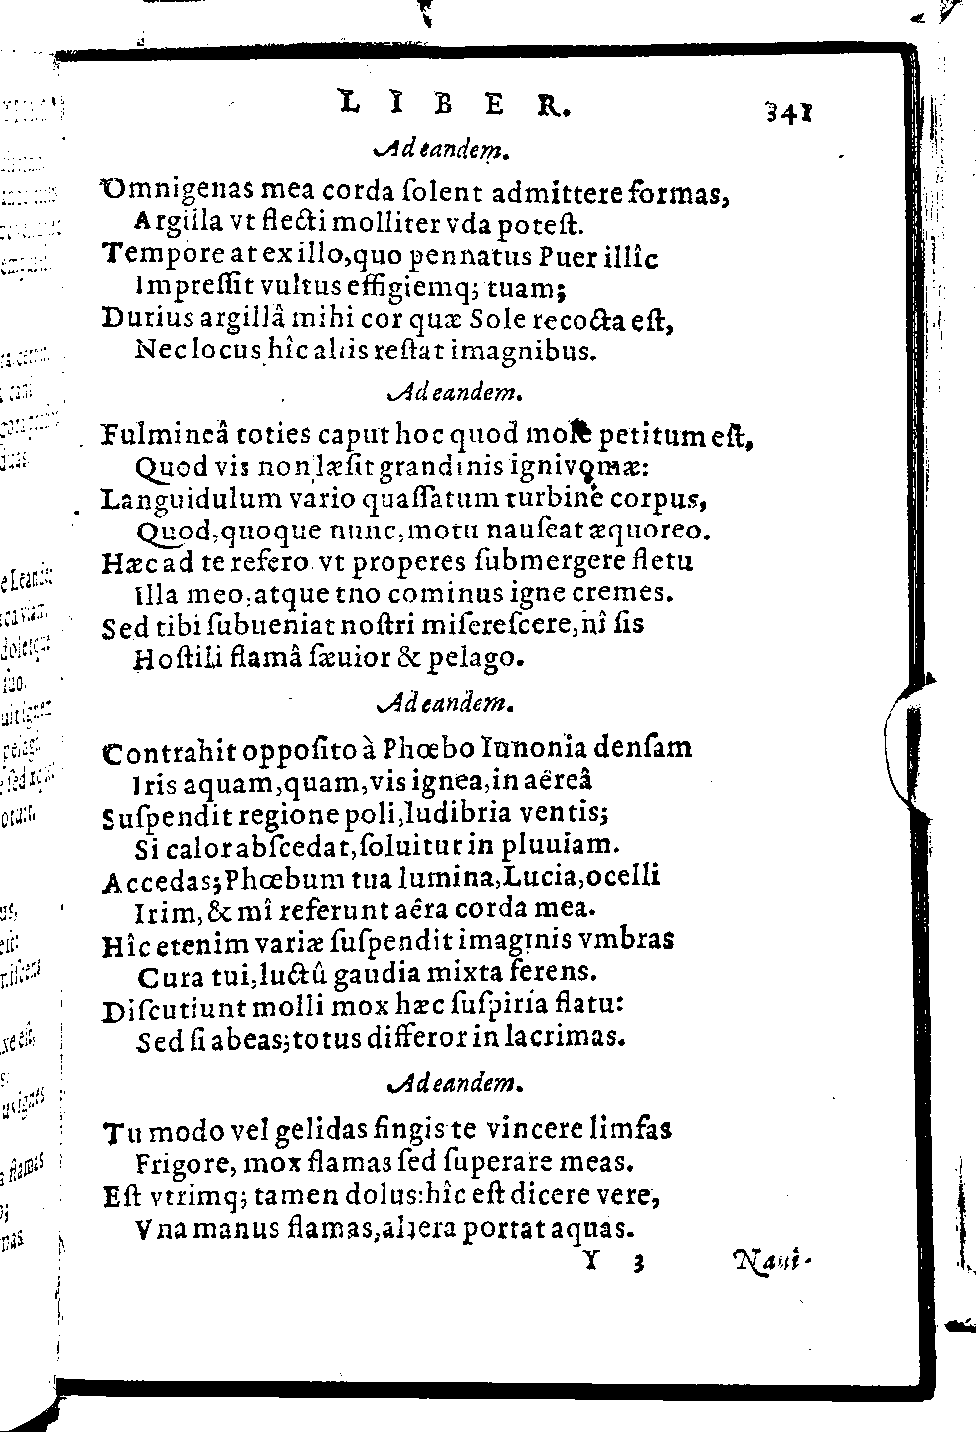 LIBER. 341
Ad eandem.
Omnigenas mea corda ſolent admittere formas,
Argilla vt flecti molliter vda poteſt.
Tempore at ex illo, quo pennatus Puer illîc
Impreſſit vultus effigiemq; tuam;
Durius argillâ mihi cor quæ Sole recocta eſt,
Nec locus hîc aliis reſtat imagnibus.
Ad eandem.
Fulmineâ toties caput hoc quod mole petitum eſt,
Quod vis non læſit grandinis ignivomæ:
Languidulum vario quaſſatum turbine corpus,
Quod, quoque nunc, motu nauſeat æquoreo.
Hæc ad te refero vt properes ſubmergere fletu
Illa meo, atque tuo cominus igne cremes.
Sed tibi ſubueniat noſtri miſereſcere, nî ſis
Hoſtili flamâ ſæuior & pelago.
Ad eandem.
Contrahit oppoſito à Phœbo Iunonia denſam
Iris aquam, quam, vis ignea, in aëreâ
Suſpendit regione poli, ludibria ventis;
Si calor abſcedat, ſoluitur in pluuiam.
Accedas; Phœbum tua lumina, Lucia, ocelli
Irim, & mî referunt aëra corda mea.
Hîc etenim variæ ſuſpendit imaginis vmbras
Cura tui, luctû gaudia mixta ferens.
Diſcutiunt molli mox hæc ſuſpiria flatu:
Sed ſi abeas; totus differor in lacrimas.
Ad eandem.
Tu modo vel gelidas fingis te vincere limfas
Frigore, mox flamas ſed ſuperare meas.
Eſt vtrimq; tamen dolus: hîc eſt dicere vere,
Vna manus flamas, altera portat aquas.
Y 3 Naui-